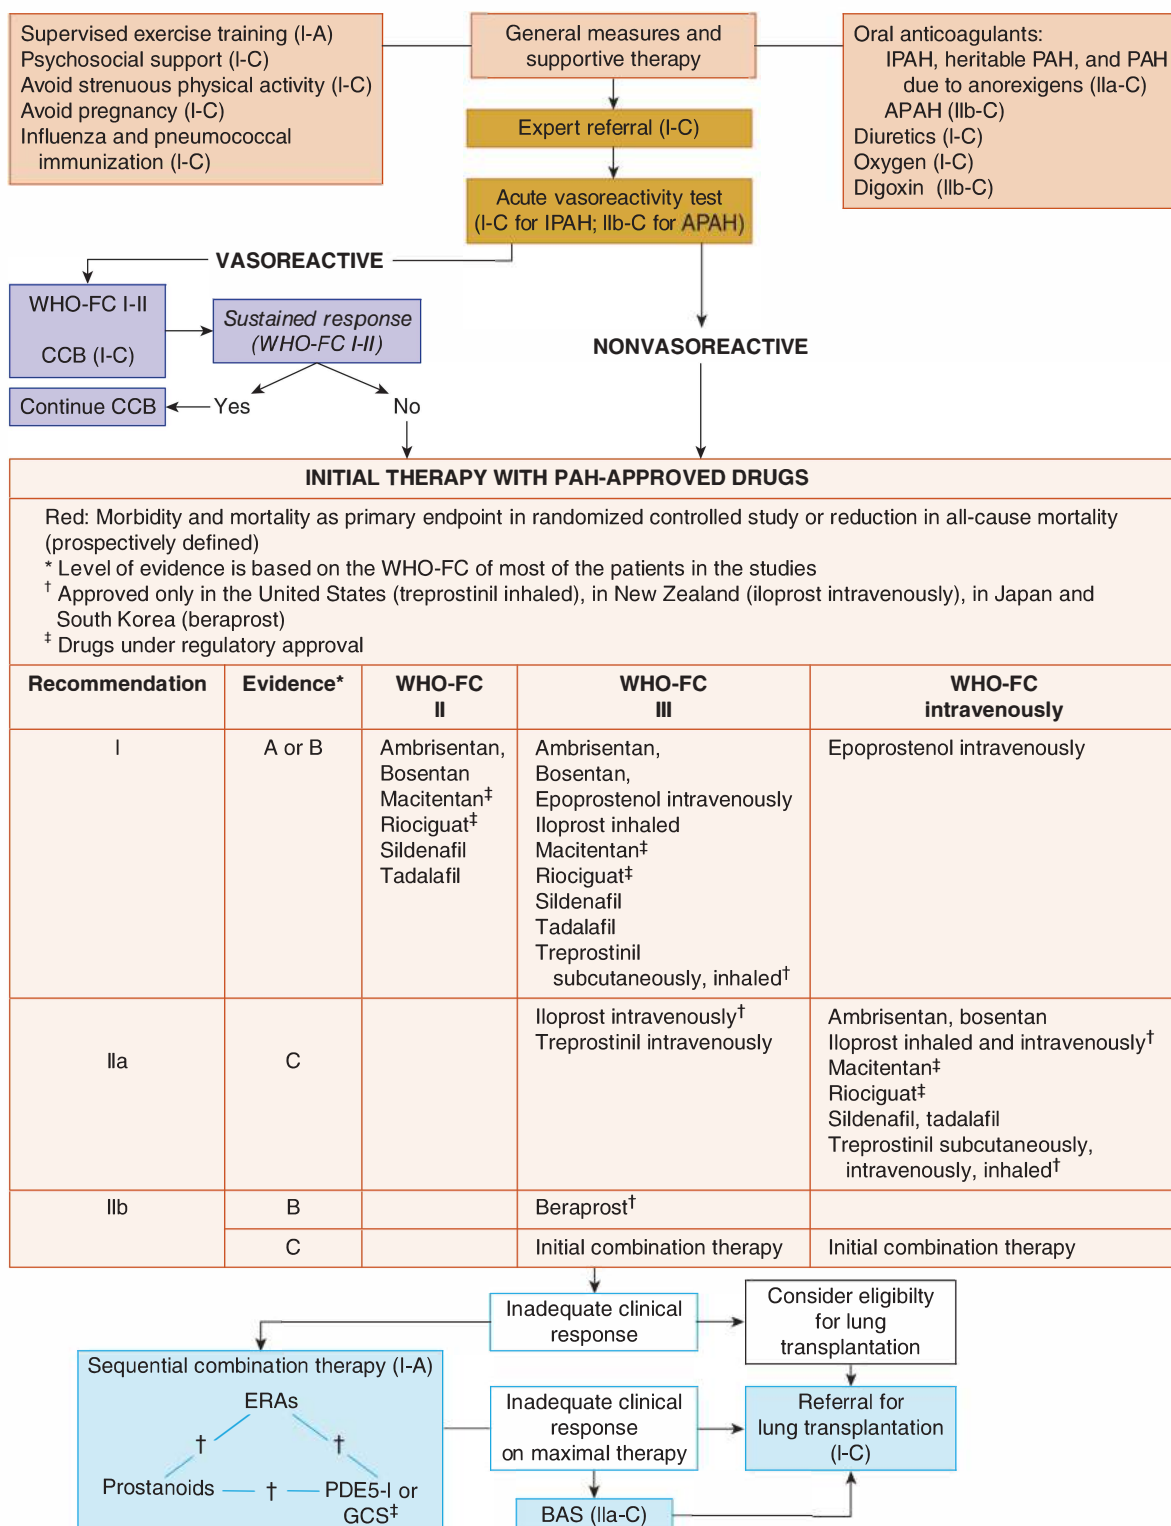 Supervised exercise training (I-A)
Psychosocial support (I-C)
Avoid strenuous physical activity (I-C)
Avoid pregnancy (I-C)
Influenza and pneumococcal
immunization (I-C)
General measures and
supportive therapy
Oral anticoagulants:
IPAH, heritable PAH, and PAH
due to anorexigens (IIa-C)
APAH (IIb-C)
Diuretics (I-C)
Oxygen (I-C)
Digoxin (IIb-C)
Expert referral (I-C)
Acute vasoreactivity test
(I-C for IPAH; IIb-C for APAH)
VASOREACTIVE
WHO-FC I-II
CCB (I-C)
Sustained response
(WHO-FC I-II)
NONVASOREACTIVE
Continue CCB
Yes
No
INITIAL THERAPY WITH PAH-APPROVED DRUGS
Red: Morbidity and mortality as primary endpoint in randomized controlled study or reduction in all-cause mortality
(prospectively defined)
* Level of evidence is based on the WHO-FC of most of the patients in the studies
† Approved only in the United States (treprostinil inhaled), in New Zealand (iloprost intravenously), in Japan and
South Korea (beraprost)
‡ Drugs under regulatory approval
Recommendation
Evidence*
WHO-FC
II
WHO-FC
III
WHO-FC
intravenously
I
A or B
Ambrisentan,
Bosentan
Macitentan‡
Riociguat‡
Sildenafil
Tadalafil
Ambrisentan,
Bosentan,
Epoprostenol intravenously
Iloprost inhaled
Macitentan‡
Riociguat‡
Sildenafil
Tadalafil
Treprostinil
subcutaneously, inhaled†
Epoprostenol intravenously
IIa
C
Iloprost intravenously†
Treprostinil intravenously
Ambrisentan, bosentan
Iloprost inhaled and intravenously†
Macitentan‡
Riociguat‡
Sildenafil, tadalafil
Treprostinil subcutaneously,
intravenously, inhaled†
IIb
B
Beraprost†
C
Initial combination therapy
Initial combination therapy
Inadequate clinical
response
Consider eligibilty
for lung
transplantation
Sequential combination therapy (I-A)
ERAs
†
†
Prostanoids
†
PDE5-I or
GCS‡
Inadequate clinical
response
on maximal therapy
Referral for
lung transplantation
(I-C)
BAS (IIa-C)